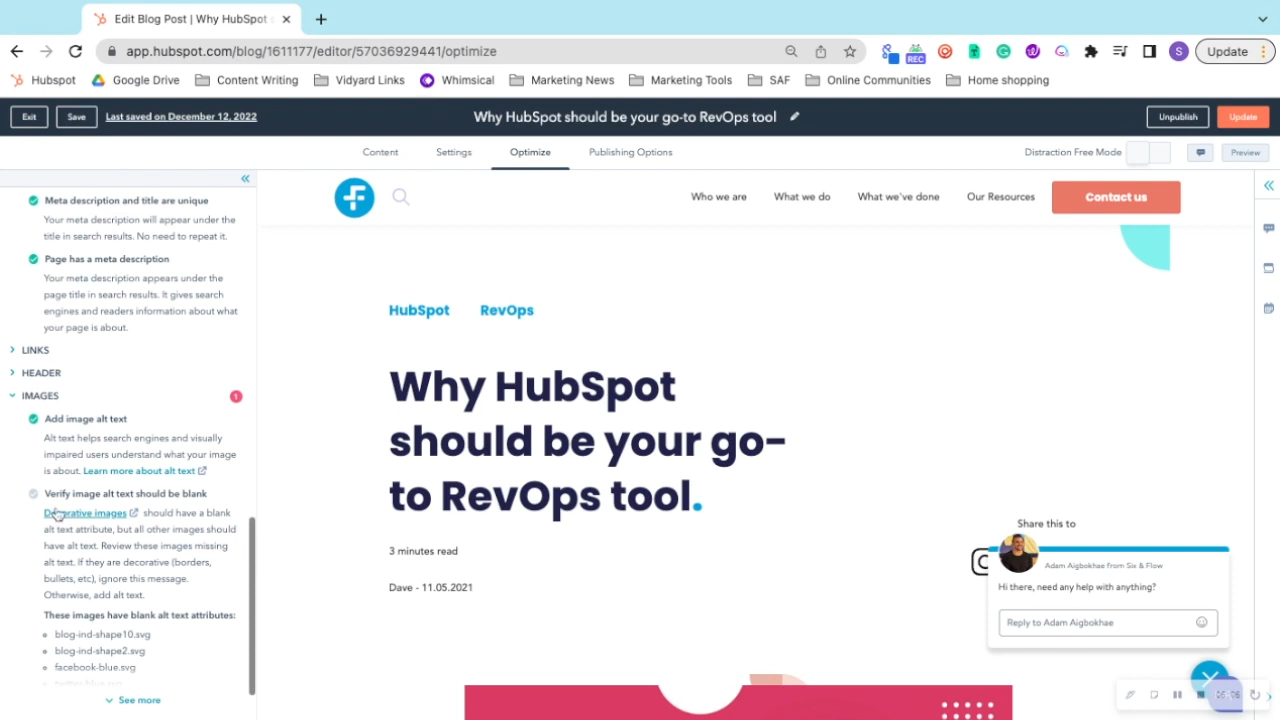 Edit Blog Post | Why HubSpot
app.hubspot.com/blog/1611177/editor/57036929441/optimize
REC
S
Update
Hubspot
Google Drive
Content Writing
Vidyard Links
Whimsical
Marketing News
Marketing Tools
SAF
Online Communities
Home shopping
Exit
Save
Last saved on December 12, 2022
Why HubSpot should be your go-to RevOps tool
Unpublish
Update
Content
Settings
Optimize
Publishing Options
Distraction Free Mode
Preview
Meta description and title are unique
Your meta description will appear under the
title in search results. No need to repeat it.
Page has a meta description
Your meta description appears under the
page title in search results. It gives search
engines and readers information about what
your page is about.
LINKS
HEADER
IMAGES
1
Add image alt text
Alt text helps search engines and visually
impaired users understand what your image
is about. Learn more about alt text
Verify image alt text should be blank
Decorative images should have a blank
alt text attribute, but all other images should
have alt text. Review these images missing
alt text. If they are decorative (borders,
bullets, etc), ignore this message.
Otherwise, add alt text.
These images have blank alt text attributes:
blog-ind-shape10.svg
blog-ind-shape2.svg
facebook-blue.svg
twitter-blue.svg
See more
Who we are
What we do
What we've done
Our Resources
Contact us
HubSpot
RevOps
Why HubSpot
should be your go-
to RevOps tool.
3 minutes read
Dave - 11.05.2021
Share this to
Adam Aigbokhae from Six & Flow
Hi there, need any help with anything?
Reply to Adam Aigbokhae